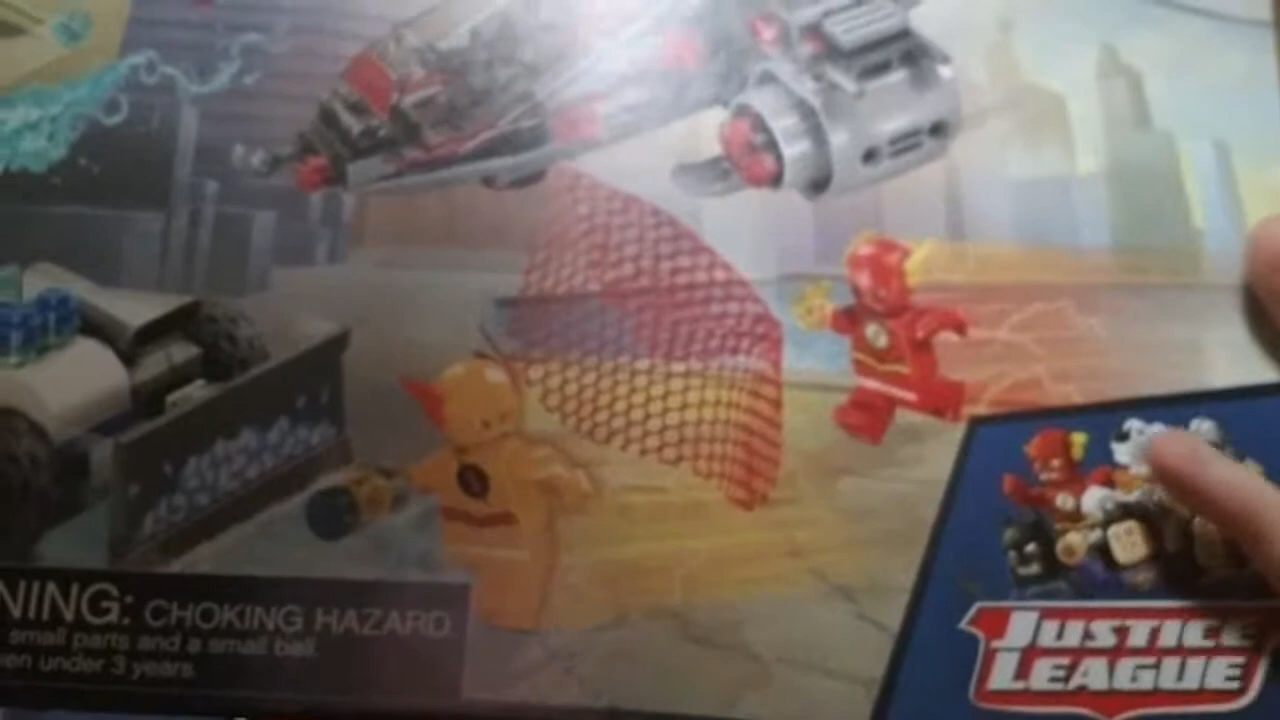 NING: CHOKING HAZARD.
small parts and a small ball.
en under 3 years.
JUSTICE
LEAGUE